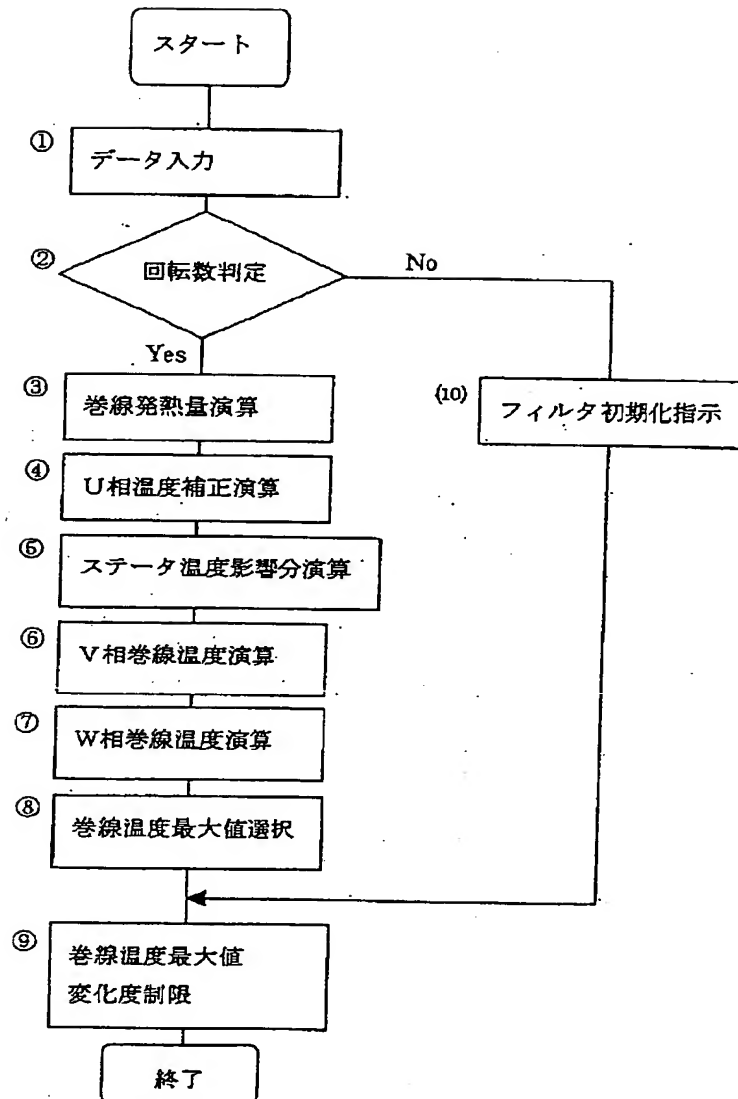 スタート
①
データ入力
②
回転数判定
No
Yes
③
巻線発熱量演算
(10)
フィルタ初期化指示
④
U相温度補正演算
⑤
ステータ温度影響分演算
⑥
V相巻線温度演算
⑦
W相巻線温度演算
⑧
巻線温度最大値選択
⑨
巻線温度最大値
変化度制限
終了